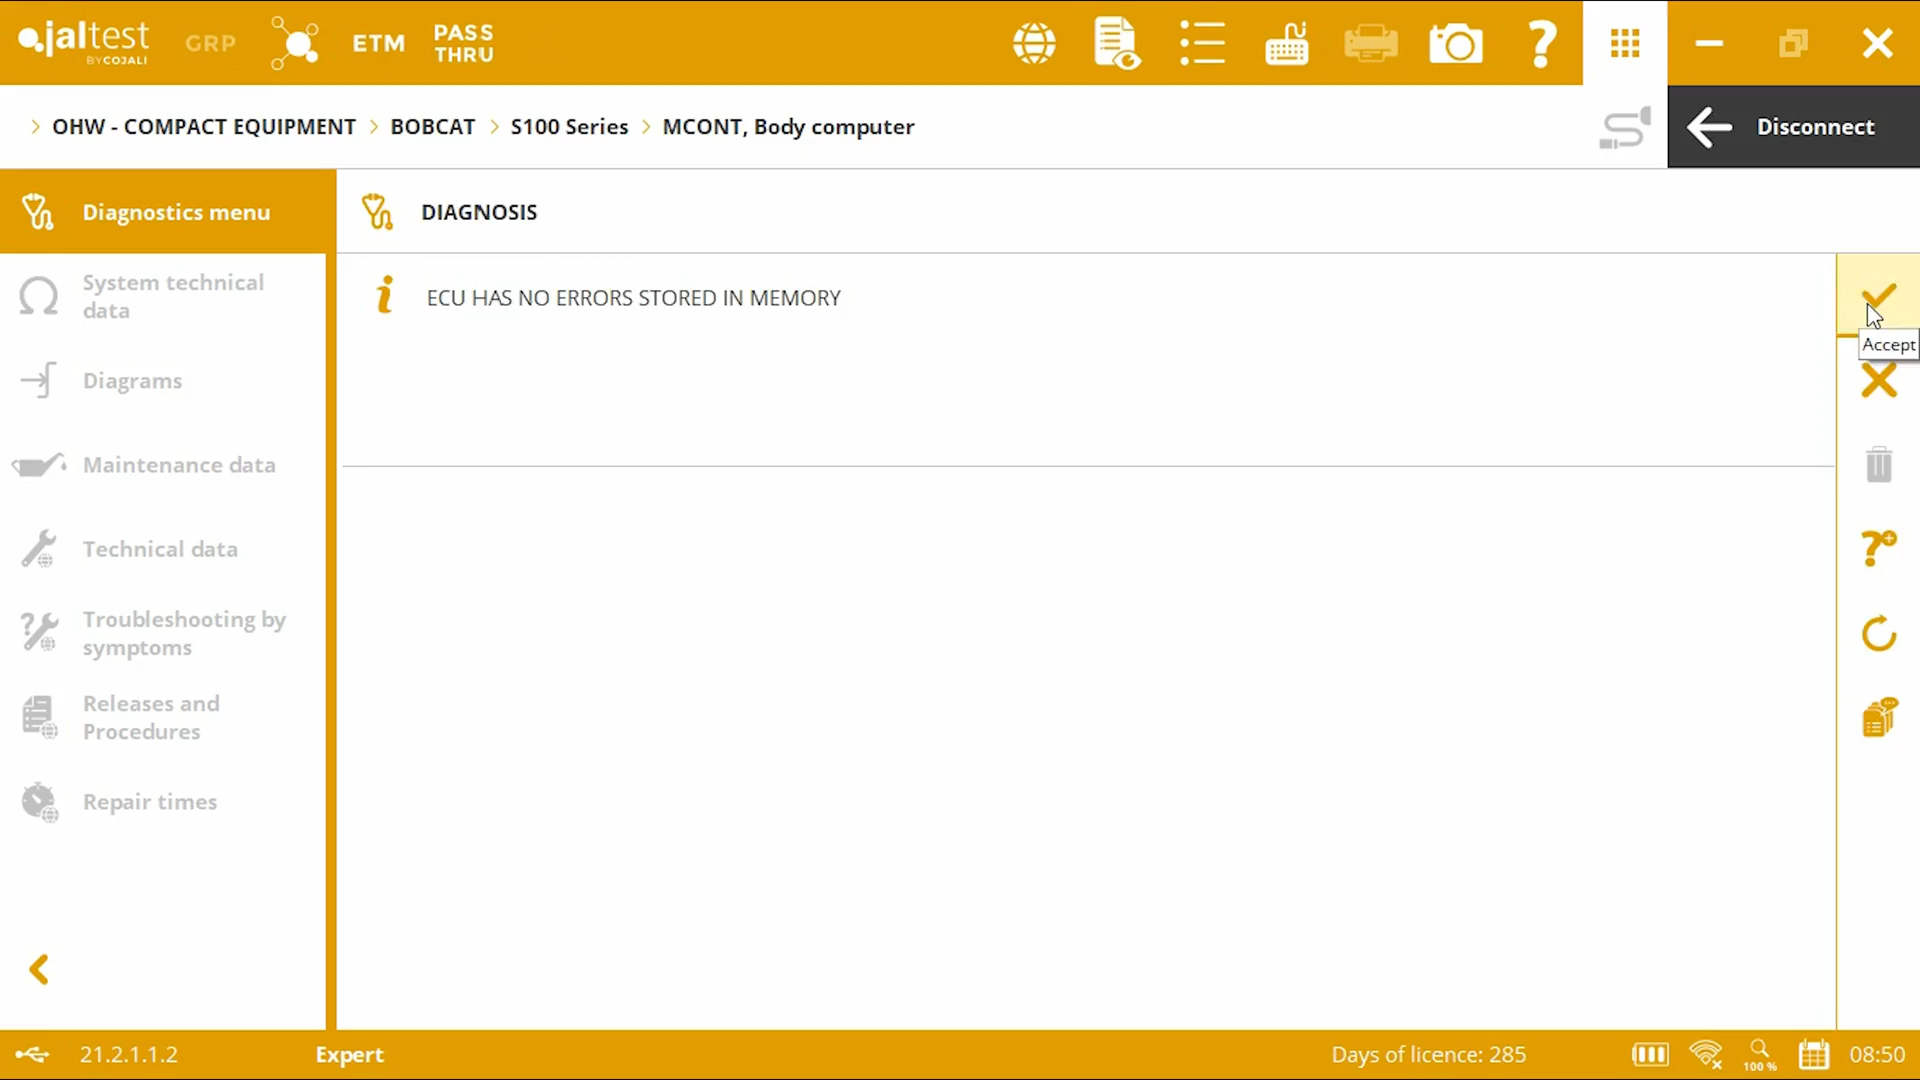 jaltest
BY COJALI
GRP
ETM
PASS
THRU
?
OHW - COMPACT EQUIPMENT > BOBCAT > S100 Series > MCONT, Body computer
Disconnect
Diagnostics menu
DIAGNOSIS
System technical
data
ECU HAS NO ERRORS STORED IN MEMORY
Accept
Diagrams
Maintenance data
Technical data
Troubleshooting by
symptoms
Releases and
Procedures
Repair times
21.2.1.1.2
Expert
Days of licence: 285
100 %
08:50